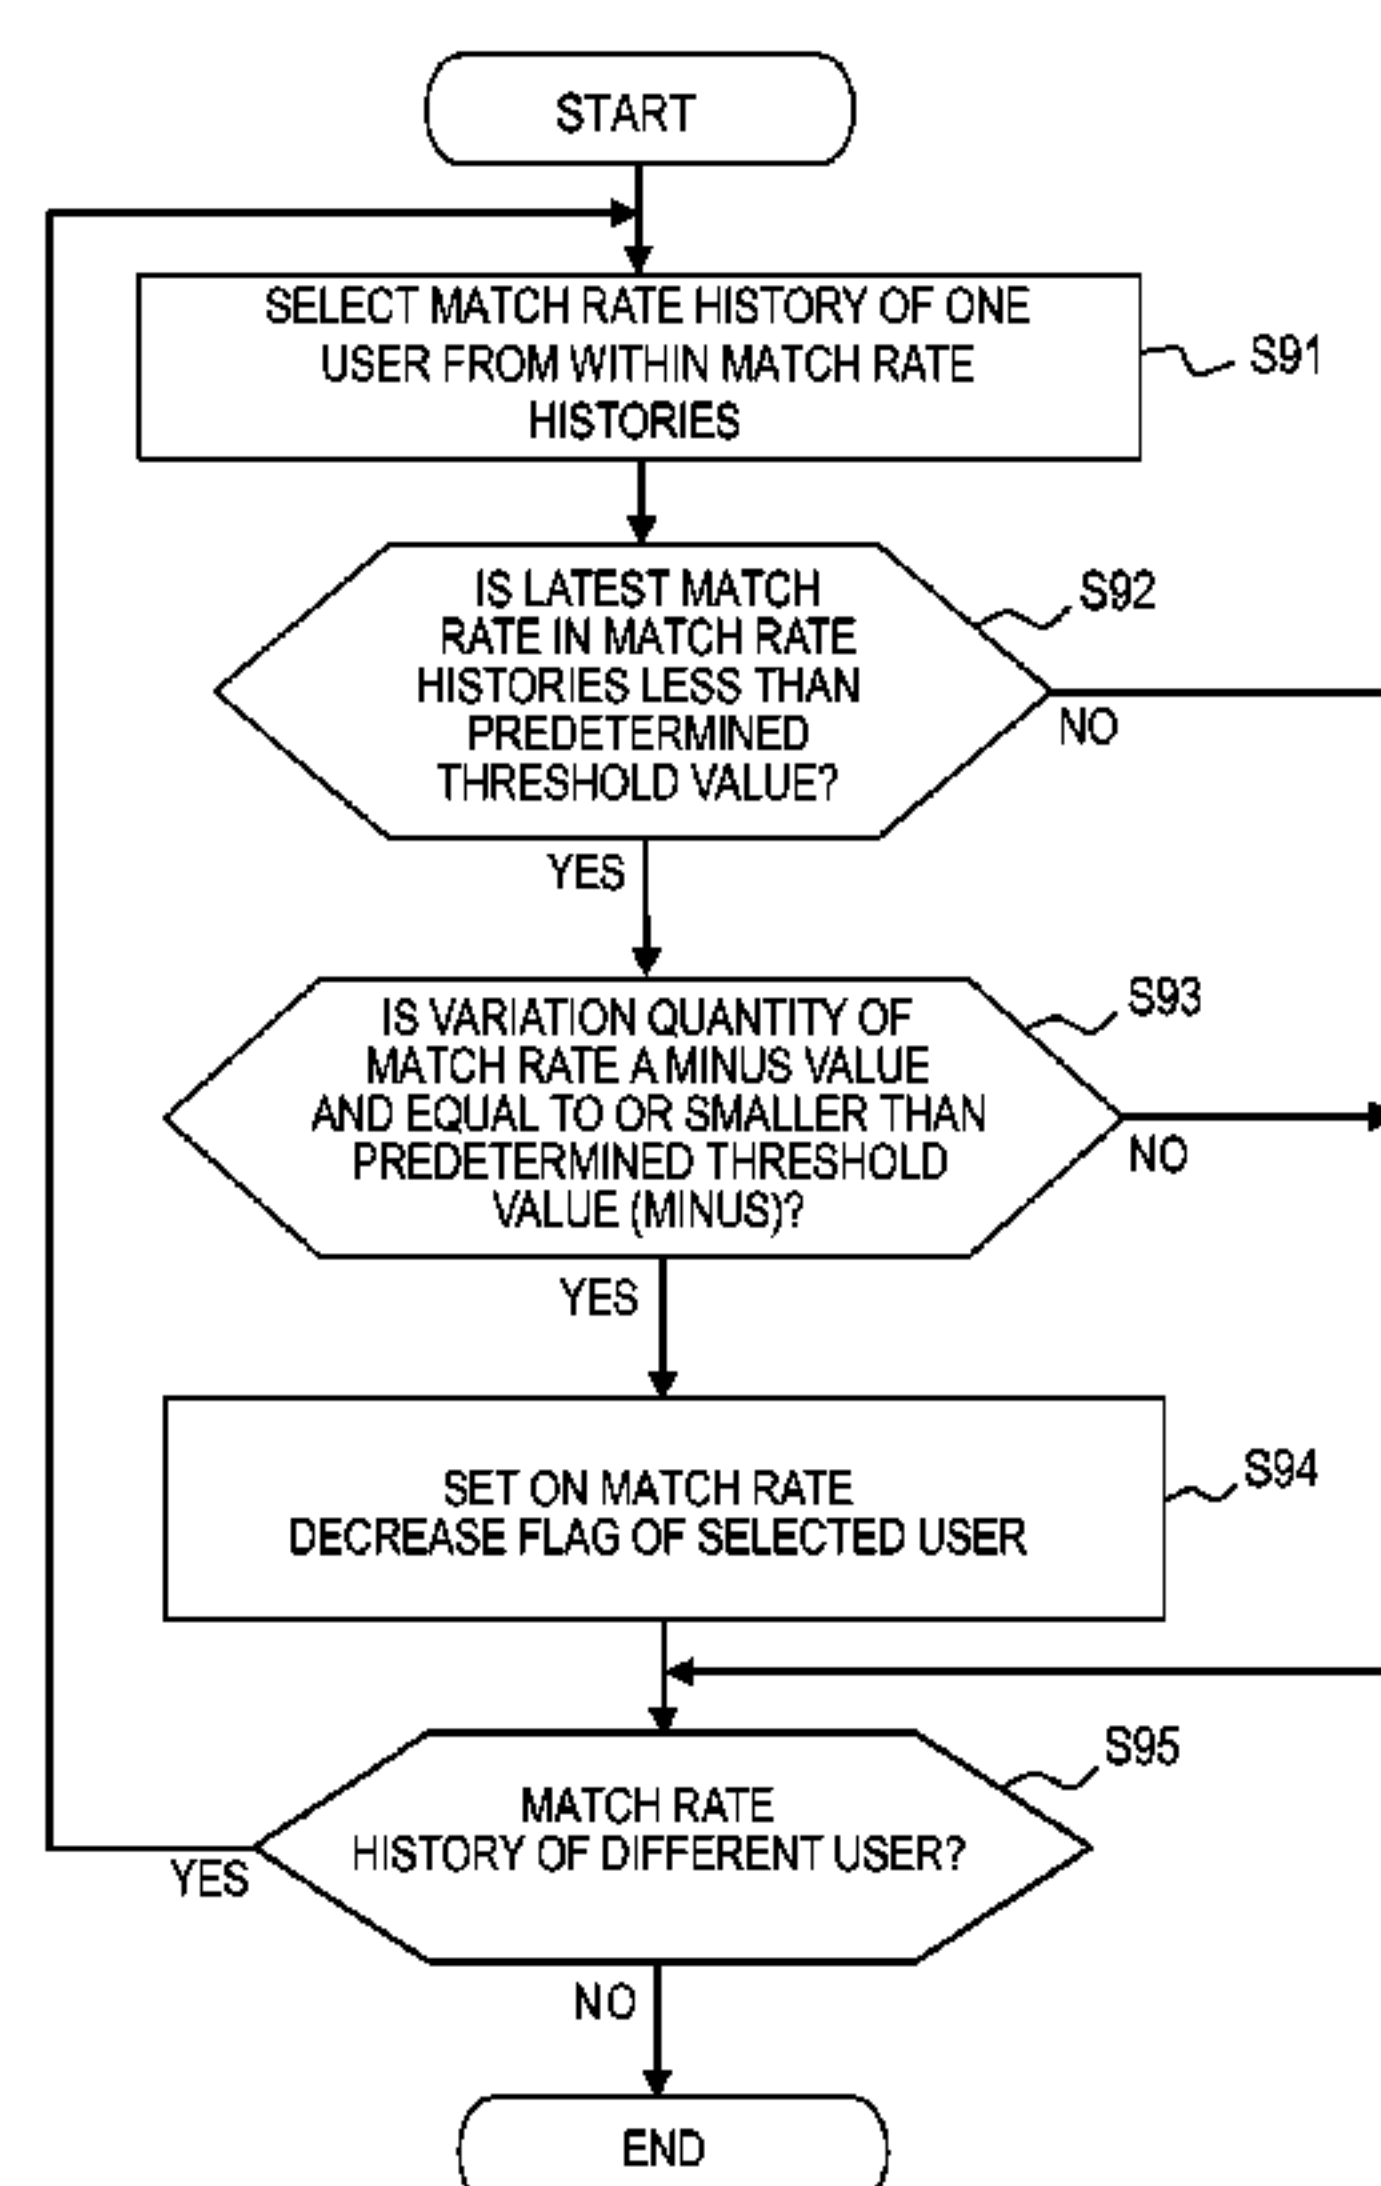 START
SELECT MATCH RATE HISTORY OF ONE
USER FROM WITHIN MATCH RATE
HISTORIES
S91
IS LATEST MATCH
RATE IN MATCH RATE
HISTORIES LESS THAN
PREDETERMINED
THRESHOLD VALUE?
S92
NO
YES
IS VARIATION QUANTITY OF
MATCH RATE A MINUS VALUE
AND EQUAL TO OR SMALLER THAN
PREDETERMINED THRESHOLD
VALUE (MINUS)?
S93
NO
YES
SET ON MATCH RATE
DECREASE FLAG OF SELECTED USER
S94
MATCH RATE
HISTORY OF DIFFERENT USER?
S95
YES
NO
END